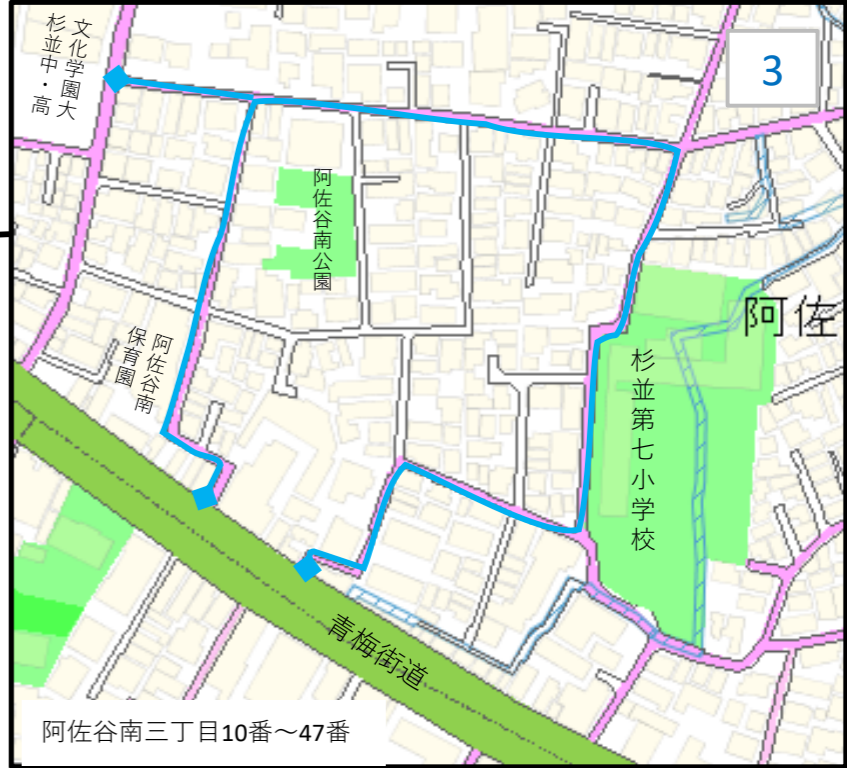 文化学園大
杉並中・高
3
阿佐谷南公園
阿佐
阿佐谷南
保育園
杉並第七小学校
青梅街道
阿佐谷南三丁目10番～47番